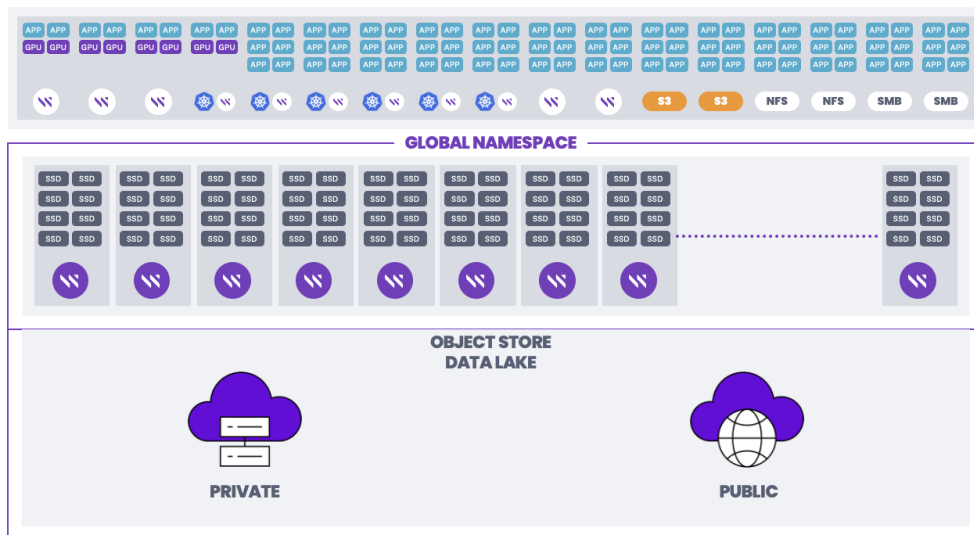 APP APP APP APP APP APP APP APP APP APP APP APP APP APP APP APP APP APP APP APP APP APP APP APP APP APP APP APP APP APP APP APP APP APP
GPU GPU GPU GPU GPU GPU GPU GPU APP APP APP APP APP APP APP APP APP APP APP APP APP APP APP APP APP APP APP APP APP APP APP APP APP APP
APP APP APP APP APP APP APP APP APP APP APP APP APP APP APP APP APP APP APP APP APP APP APP APP APP APP
S3 S3 NFS NFS SMB SMB
GLOBAL NAMESPACE
SSD SSD SSD SSD SSD SSD SSD SSD SSD SSD SSD SSD SSD SSD SSD SSD SSD SSD
SSD SSD SSD SSD SSD SSD SSD SSD SSD SSD SSD SSD SSD SSD SSD SSD SSD SSD
SSD SSD SSD SSD SSD SSD SSD SSD SSD SSD SSD SSD SSD SSD SSD SSD SSD SSD
SSD SSD SSD SSD SSD SSD SSD SSD SSD SSD SSD SSD SSD SSD SSD SSD SSD SSD
OBJECT STORE
DATA LAKE
PRIVATE PUBLIC